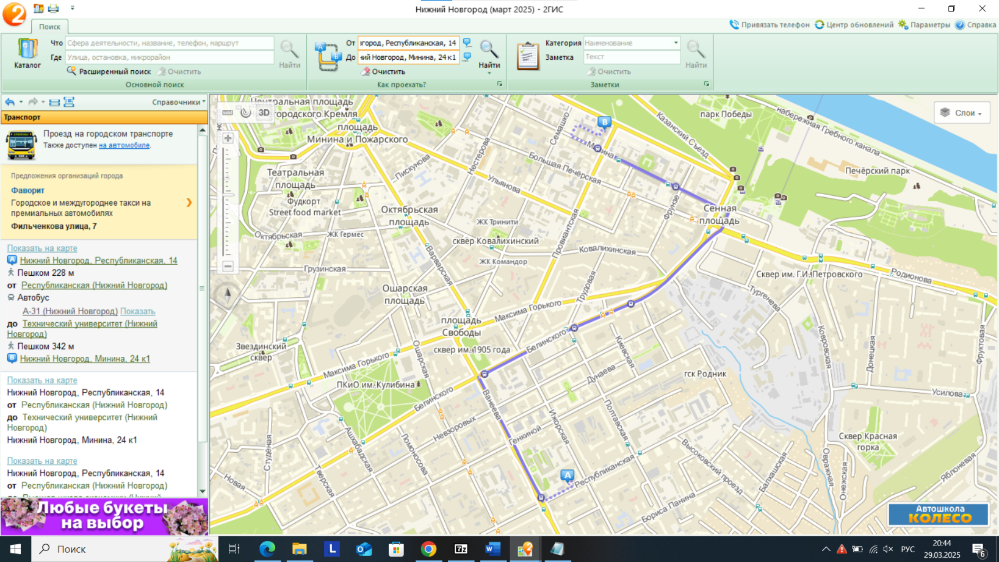 Нижний Новгород (март 2025) - 2ГИС
Поиск
Привязать телефон
Центр обновлений
Параметры
Справка
Каталог
Что
Сфера деятельности, название, телефон, маршрут
Где
Улица, остановка, микрорайон
Найти
Расширенный поиск
Очистить
Основной поиск
От
город, Республиканская, 14
До
Новгород, Минина, 24 к1
Найти
Очистить
Как проехать?
Категория
Наименование
Заметка
Текст
Найти
Очистить
Заметки
Справочники
Транспорт
Проезд на городском транспорте
Также доступен на автомобиле.
Предложения организаций города
Фаворит
Городское и междугороднее такси на
премиальных автомобилях
Фильченкова улица, 7
Показать на карте
A Нижний Новгород, Республиканская, 14
Пешком 228 м
от Республиканская (Нижний Новгород)
Автобус
А-31 (Нижний Новгород) Показать
до Технический университет (Нижний
Новгород)
Пешком 342 м
B Нижний Новгород, Минина, 24 к1
Показать на карте
Нижний Новгород, Республиканская, 14
от Республиканская (Нижний Новгород)
до Технический университет (Нижний
Новгород)
Нижний Новгород, Минина, 24 к1
Показать на карте
Нижний Новгород, Республиканская, 14
от Республиканская (Нижний Новгород)
Любые букеты
на выбор
3D
Слои
Центральная площадь
городского Кремля
площадь
Минина и Пожарского
Театральная
площадь
Фудкорт
Street food market
Октябрьская
ЖК Гермес
Октябрьская
площадь
Грузинская
Варварская
Ошарская
площадь
площадь
Свободы
сквер им. 1905 года
Звездинский
сквер
Максима Горького
Ошарская
ПКиО им. Кулибина
Белинского
Студёная
Новая
Тверская
Ашхабадская
Ломоносова
Невзоровых
Ванеева
Генкиной
Ижорская
A
Республиканская
Бориса Панина
Полтавская
Высоковский проезд
Балхашская
Дунаева
Киевская
Белинского
Максима Горького
Трудовая
Провиантская
Ковалихинская
ЖК Командор
сквер Ковалихинский
ЖК Тринити
Ульянова
Пискунова
Нестерова
Семашко
Большая Печёрская
Минина
B
Фрунзе
Сенная
площадь
Казанский Съезд
парк Победы
набережная Гребного канала
Печёрский парк
Родионова
Сквер им. Г.И. Петровского
Тургенева
Ковровская
Донецкая
Фруктовая
гск Родник
Усилова
Сквер Красная
горка
Овражная
Онежская
Яблоневая
Автошкола
КОЛЕСО
Поиск
РУС
20:44
29.03.2025
6